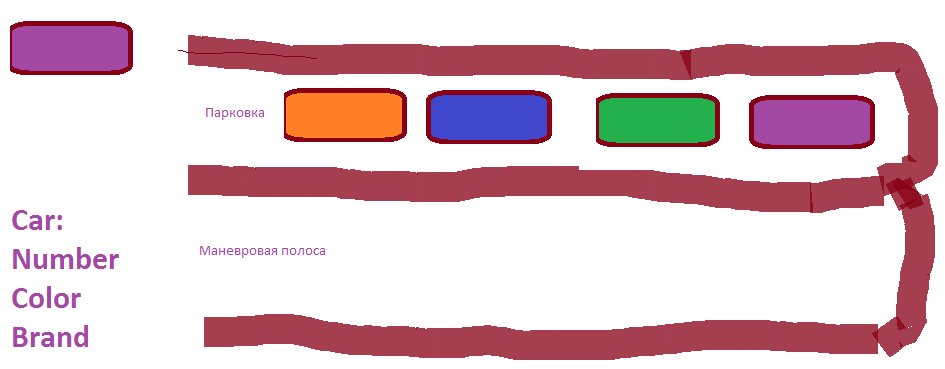 Парковка
Маневровая полоса
Car:
Number
Color
Brand